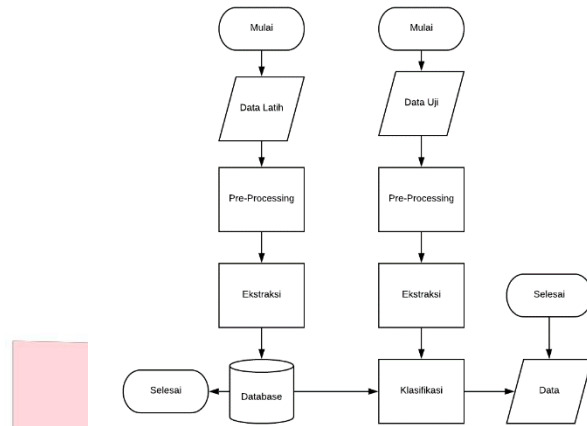 Mulai
Mulai
Data Latih
Data Uji
Pre-Processing
Pre-Processing
Ekstraksi
Ekstraksi
Selesai
Selesai
Database
Klasifikasi
Data